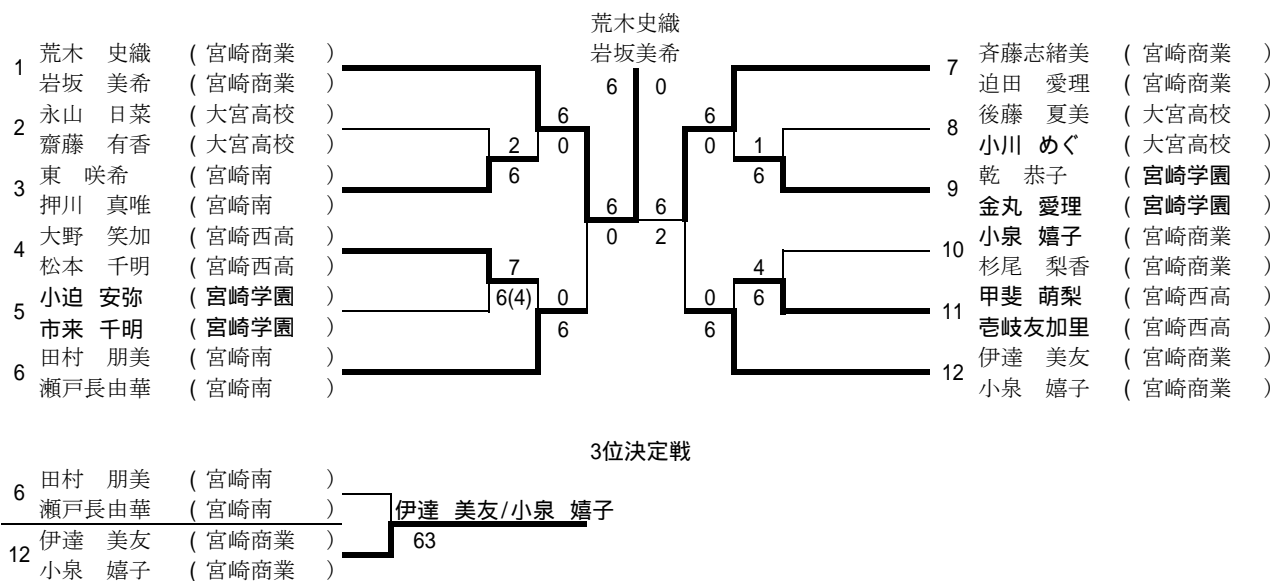 荒木史織
岩坂美希
6 0
1 荒木 史織 ( 宮崎商業 )
岩坂 美希 ( 宮崎商業 )
2 永山 日菜 ( 大宮高校 )
齋藤 有香 ( 大宮高校 )
3 東 咲希 ( 宮崎南 )
押川 真唯 ( 宮崎南 )
4 大野 笑加 ( 宮崎西高 )
松本 千明 ( 宮崎西高 )
5 小迫 安弥 ( 宮崎学園 )
市来 千明 ( 宮崎学園 )
6 田村 朋美 ( 宮崎南 )
瀬戸長由華 ( 宮崎南 )
2
6
7
6(4)
6
0
0
6
6
0
6
2
6
0
0
6
1
6
4
6
7 斉藤志緒美 ( 宮崎商業 )
迫田 愛理 ( 宮崎商業 )
8 後藤 夏美 ( 大宮高校 )
小川 めぐ ( 大宮高校 )
9 乾 恭子 ( 宮崎学園 )
金丸 愛理 ( 宮崎学園 )
10 小泉 嬉子 ( 宮崎商業 )
杉尾 梨香 ( 宮崎商業 )
11 甲斐 萌梨 ( 宮崎西高 )
壱岐友加里 ( 宮崎西高 )
12 伊達 美友 ( 宮崎商業 )
小泉 嬉子 ( 宮崎商業 )
3位決定戦
6 田村 朋美 ( 宮崎南 )
瀬戸長由華 ( 宮崎南 )
12 伊達 美友 ( 宮崎商業 )
小泉 嬉子 ( 宮崎商業 )
伊達 美友/小泉 嬉子
63